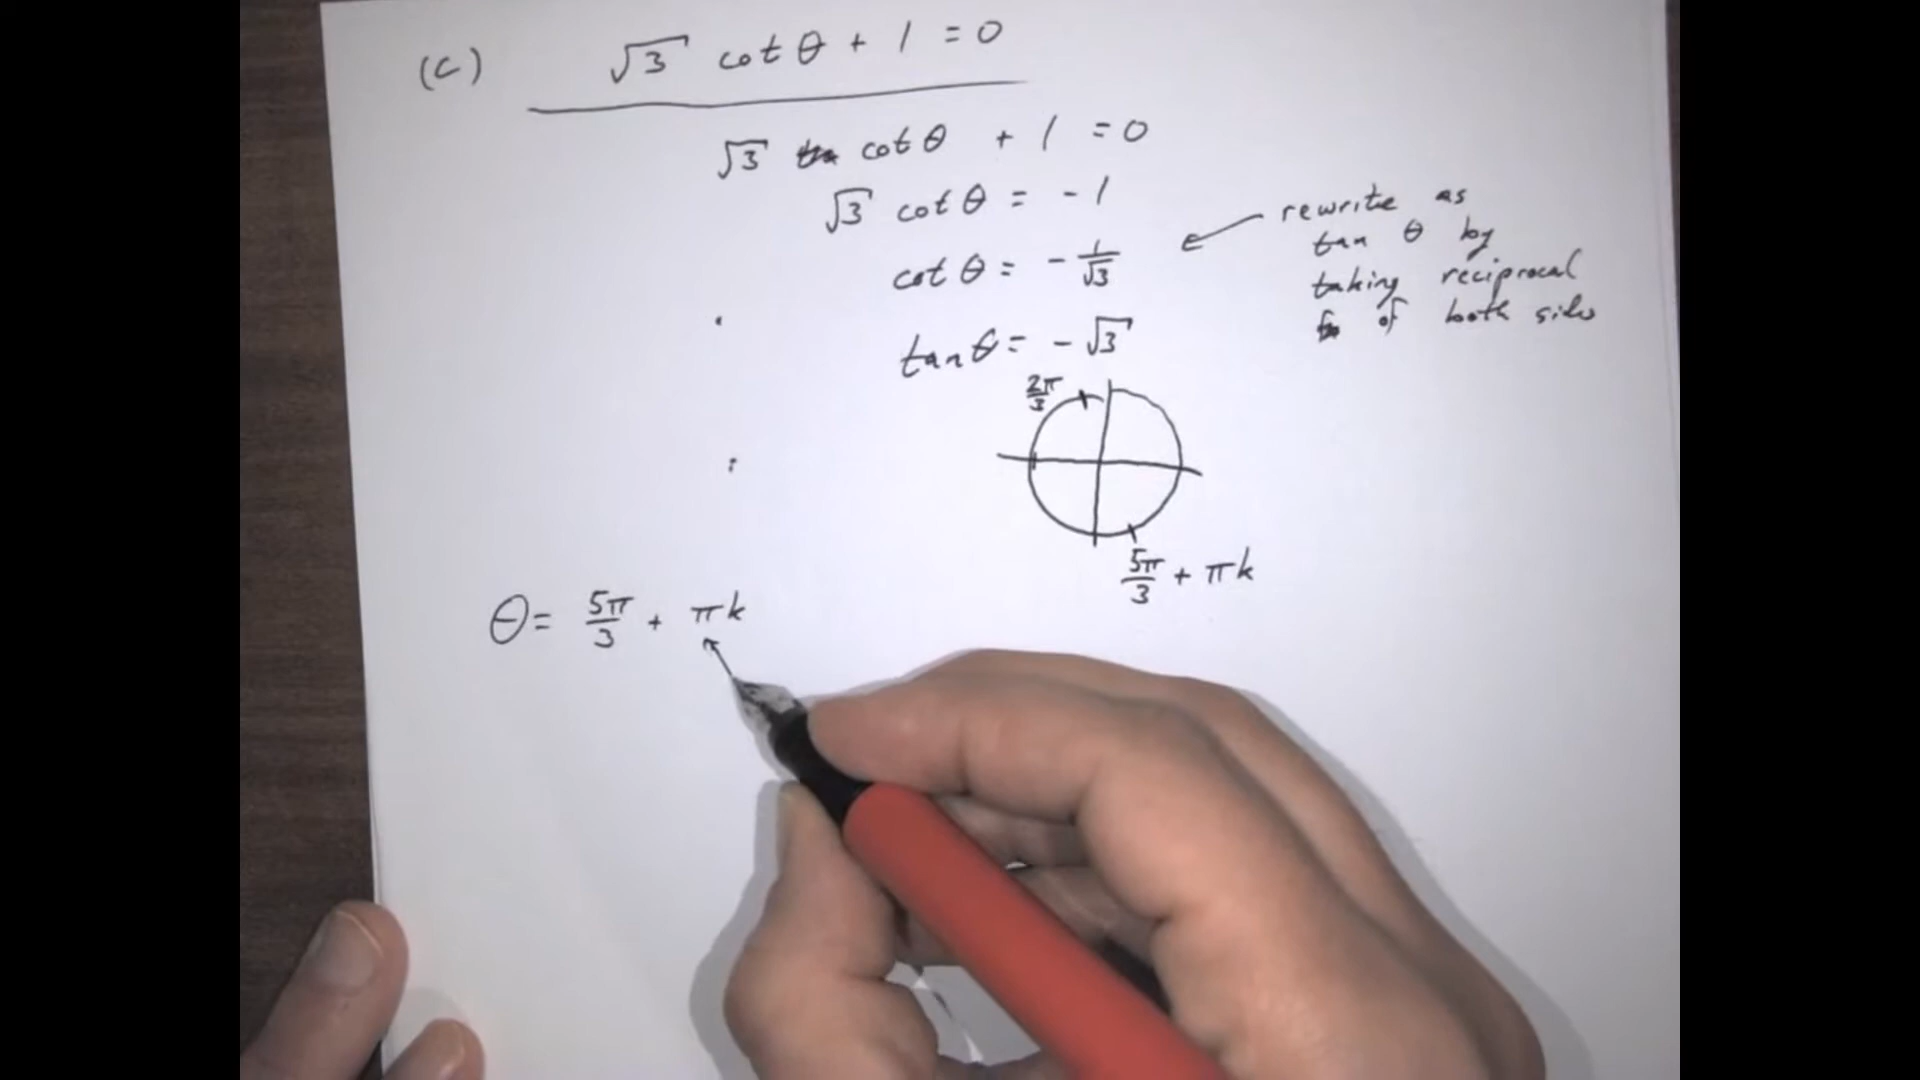 (c) √3 cot θ + 1 = 0
√3 cot θ + 1 = 0
√3 cot θ = - 1
cot θ = - 1/√3
rewrite as
tan θ by
taking reciprocal
of both sides
tan θ = - √3
2π/3
5π/3 + πk
θ = 5π/3 + πk